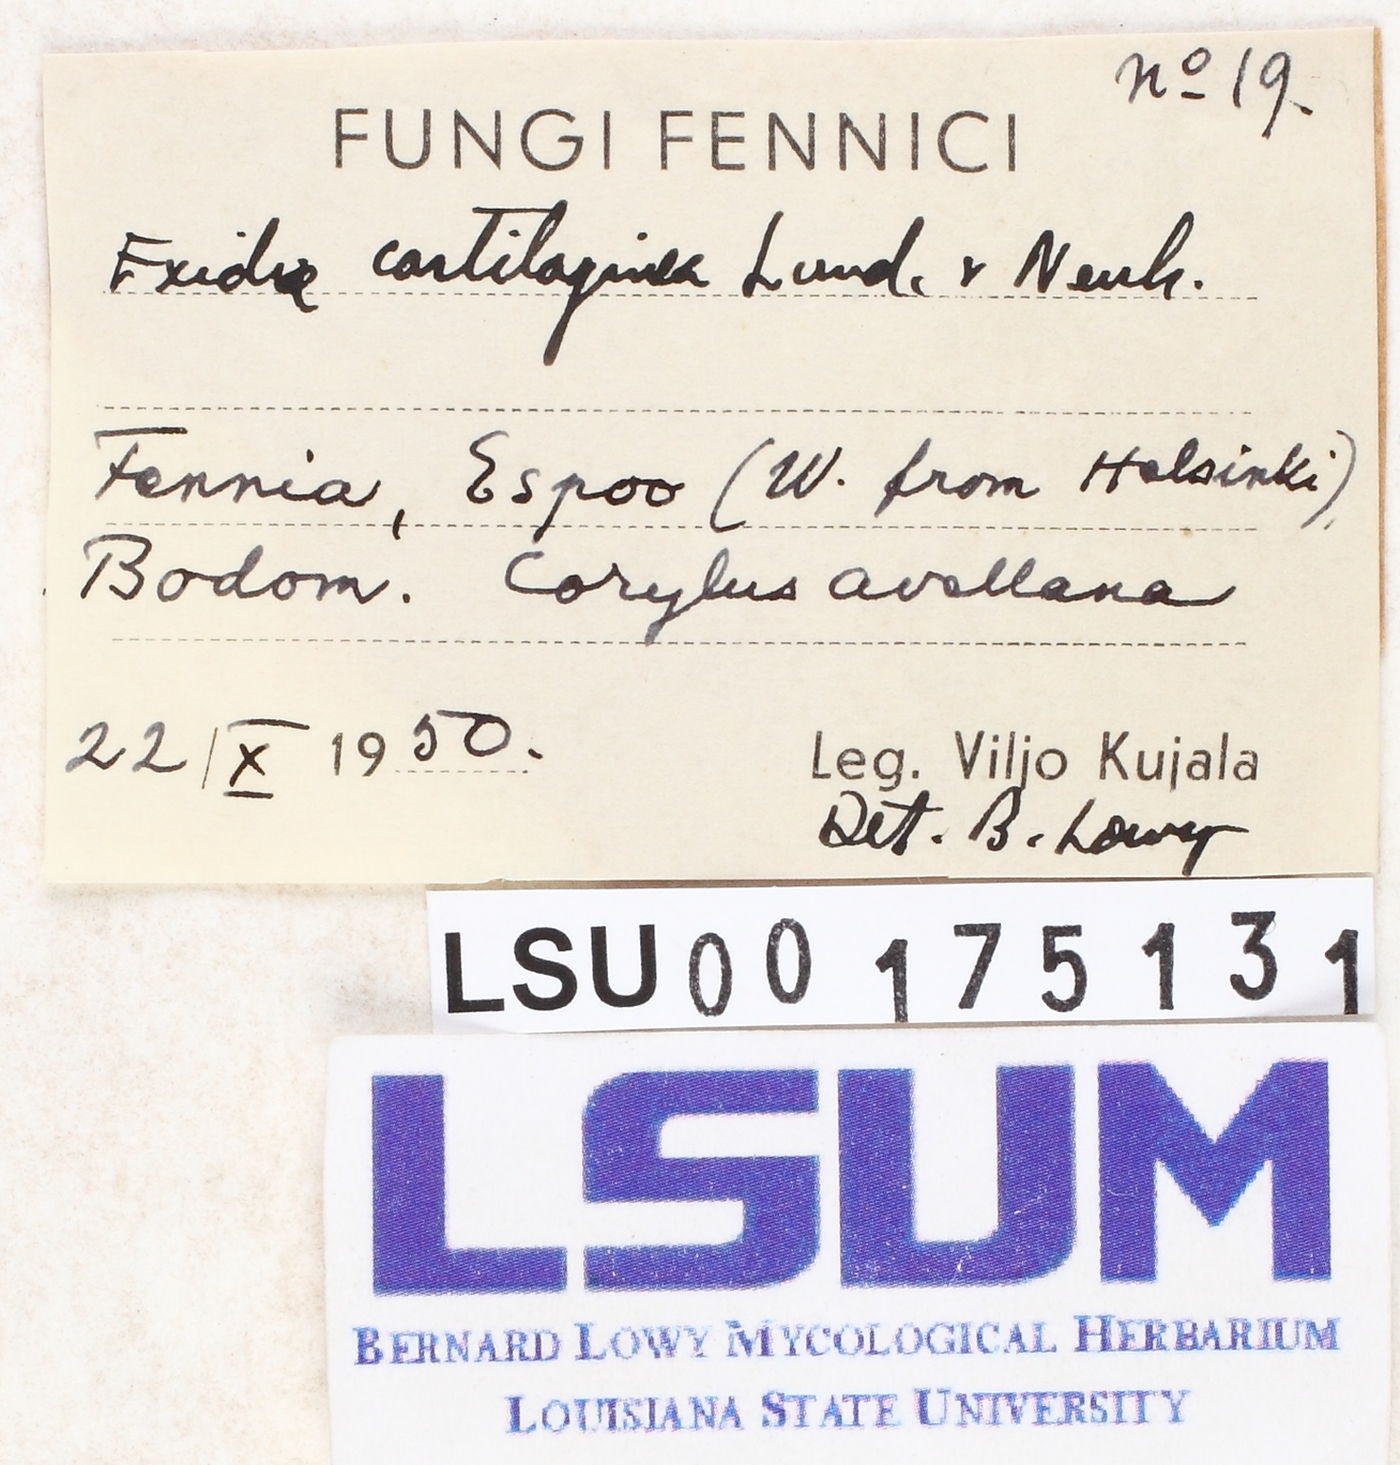 nº 19.
FUNGI FENNICI
Exidia cartilaginea Lund. & Neuh.
Fennia, Espoo (W. from Helsinki)
Bodom. Corylus avellana
22/X 1950.
Leg. Viljo Kujala
Det. B. Lowy
LSU00175131
LSUM
BERNARD LOWY MYCOLOGICAL HERBARIUM
LOUISIANA STATE UNIVERSITY